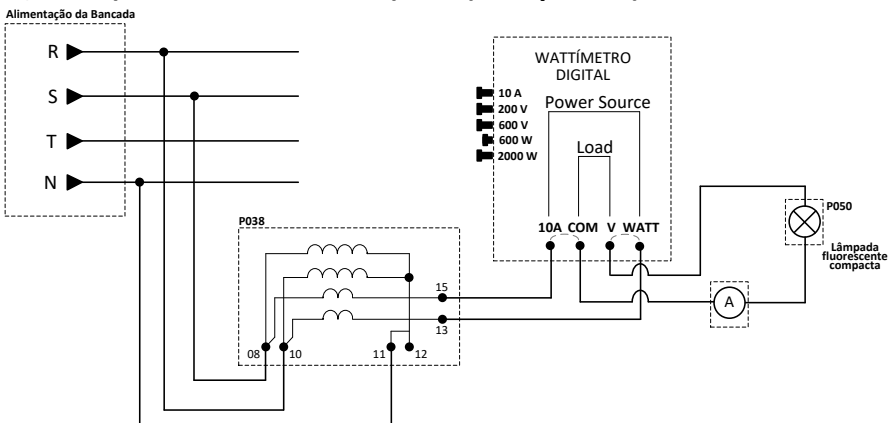 Alimentação da Bancada
R
S
T
N
WATTÍMETRO
DIGITAL
10 A
200 V
600 V
600 W
2000 W
Power Source
Load
10A COM V WATT
P038
15
13
08
10
11
12
A
P050
Lâmpada
fluorescente
compacta